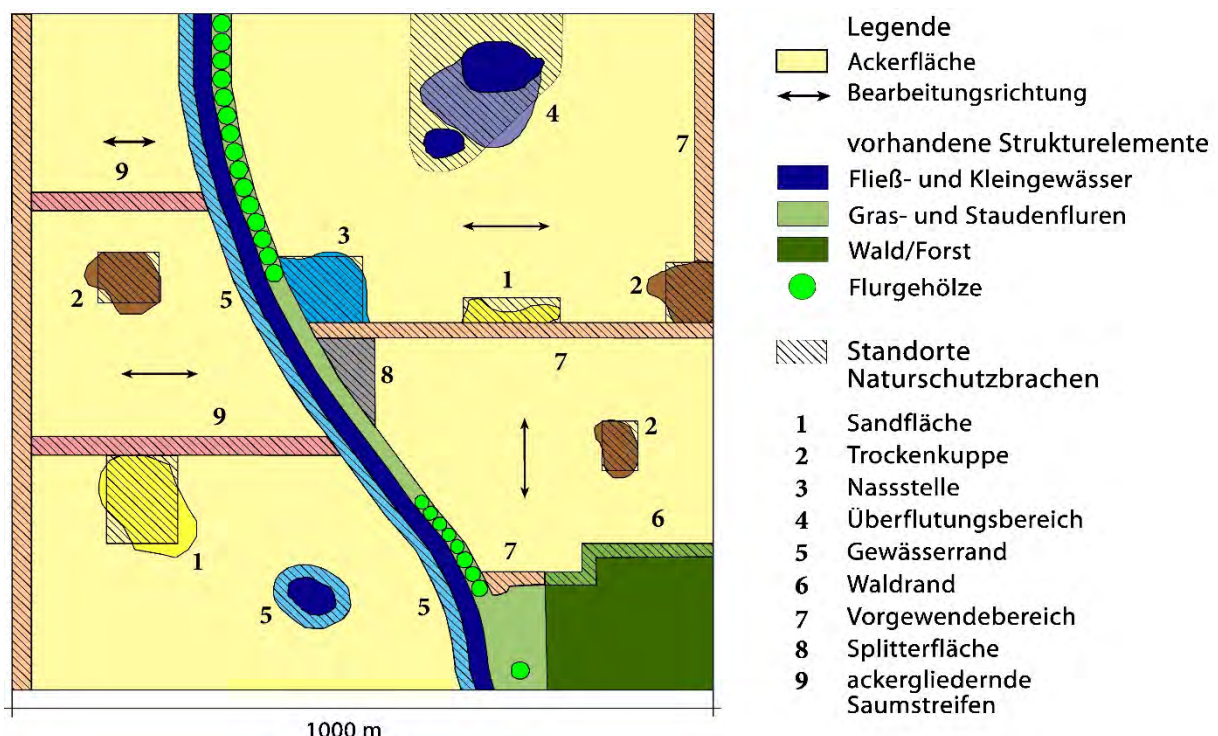 9
7
4
3
1
2
2
5
7
8
9
2
6
1
7
5
5
1000 m
Legende
Ackerfläche
Bearbeitungsrichtung
vorhandene Strukturelemente
Fließ- und Kleingewässer
Gras- und Staudenfluren
Wald/Forst
Flurgehölze
Standorte
Naturschutzbrachen
1 Sandfläche
2 Trockenkuppe
3 Nassstelle
4 Überflutungsbereich
5 Gewässerrand
6 Waldrand
7 Vorgewendebereich
8 Splitterfläche
9 ackergliedernde
Saumstreifen